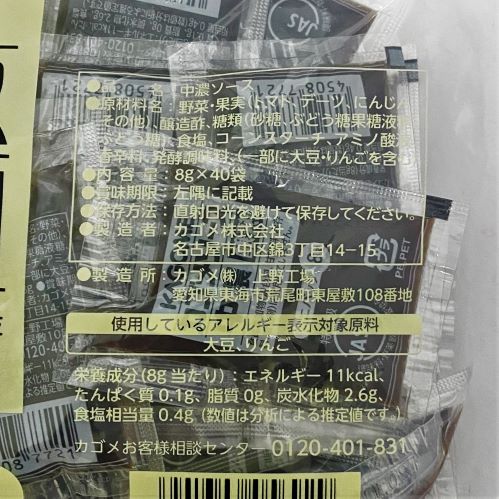 ●品　名：中濃ソース
●原材料名：野菜・果実（トマト、デーツ、にんじん、
その他）、醸造酢、糖類（砂糖、ぶどう糖果糖液糖、
ぶどう糖）、食塩、コーンスターチ、アミノ酸液、
香辛料、発酵調味料、（一部に大豆・りんごを含む）
●内 容 量：8g×40袋
●賞味期限：左隅に記載
●保存方法：直射日光を避けて保存してください。
●製 造 者：カゴメ株式会社
名古屋市中区錦3丁目14-15
●製 造 所：カゴメ（株） 上野工場
愛知県東海市荒尾町東屋敷108番地
使用しているアレルギー表示対象原料
大豆、りんご
栄養成分（8g当たり）：エネルギー 11kcal、
たんぱく質 0.1g、脂質 0g、炭水化物 2.6g、
食塩相当量 0.4g（数値は分析による推定値です。）
カゴメお客様相談センター 0120-401-831
4508 7721
JAS
PE･PET